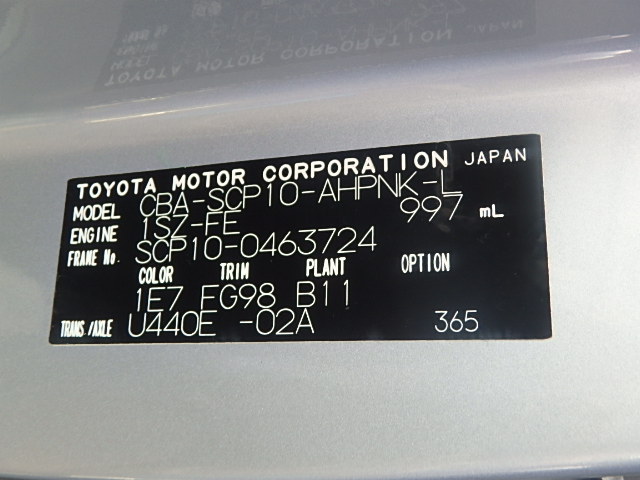 TOYOTA MOTOR CORPORATION JAPAN
MODEL CBA-SCP10-AHPNK-L
ENGINE 1SZ-FE 997 mL
FRAME No. SCP10-0463724
COLOR TRIM PLANT OPTION
1E7 FG98 B11
TRANS./AXLE U440E -02A 365